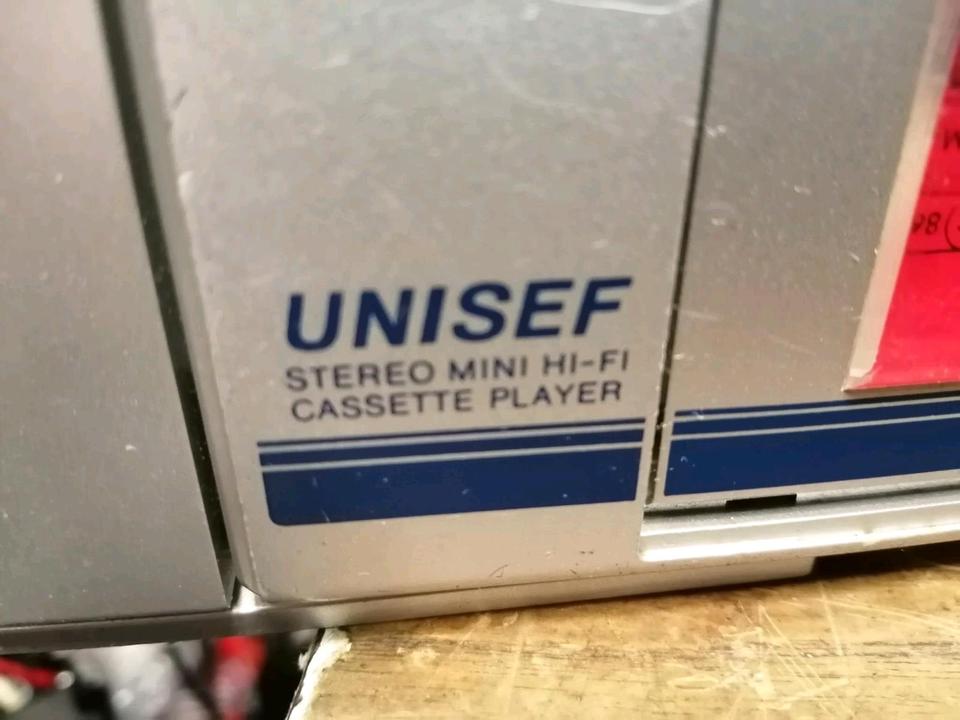 UNISEF
STEREO MINI HI-FI
CASSETTE PLAYER